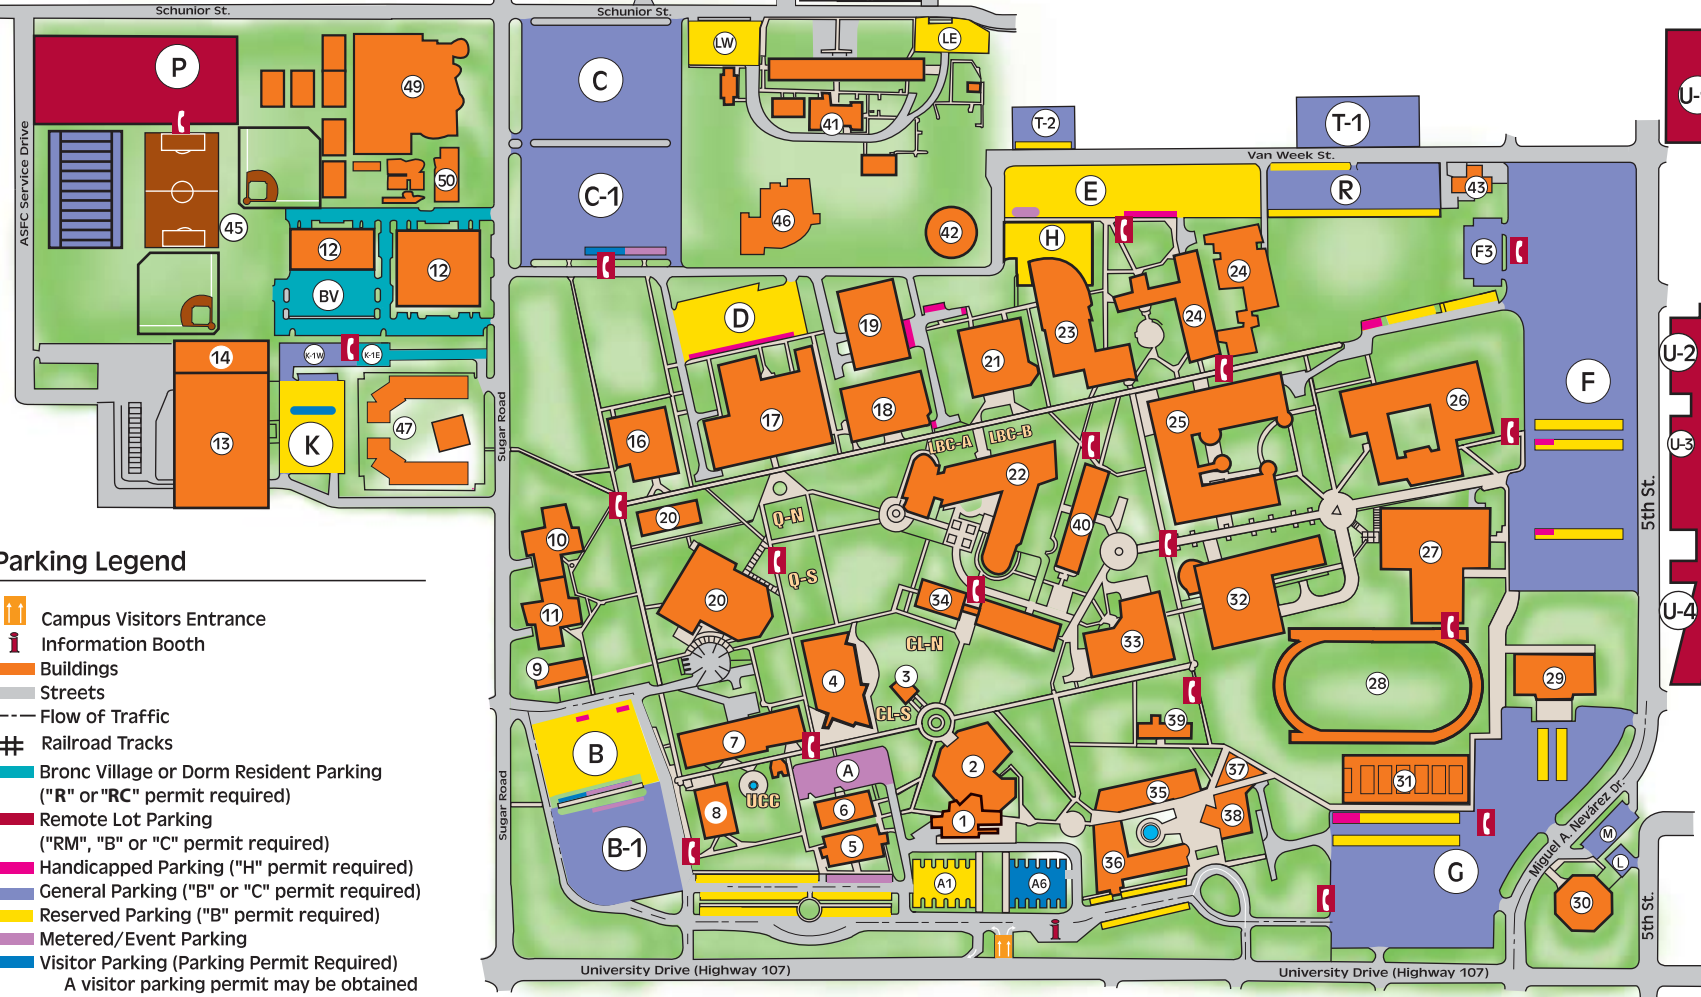 Schunior St.
Schunior St.
P
49
C
LW
LE
41
U-
T-2
T-1
Van Week St.
ASFC Service Drive
50
45
C-1
46
42
E
R
43
H
F3
12
12
BV
24
D
19
23
24
21
U-2
14
K-1W
K-1E
F
13
K
47
Sugar Road
16
17
18
LBC-A
LBC-B
25
26
U-3
22
20
Q-N
40
5th St.
10
27
Q-S
Parking Legend
11
20
34
32
U-4
Campus Visitors Entrance
i Information Booth
Buildings
Streets
Flow of Traffic
Railroad Tracks
Bronc Village or Dorm Resident Parking
("R" or "RC" permit required)
Remote Lot Parking
("RM", "B" or "C" permit required)
Handicapped Parking ("H" permit required)
General Parking ("B" or "C" permit required)
Reserved Parking ("B" permit required)
Metered/Event Parking
Visitor Parking (Parking Permit Required)
A visitor parking permit may be obtained
CL-N
33
9
4
3
28
29
CL-S
39
B
7
A
2
37
31
Sugar Road
UCC
8
6
1
35
38
Miguel A. Nevárez Dr.
M
B-1
5
36
L
A1
A6
G
30
5th St.
i
University Drive (Highway 107)
University Drive (Highway 107)